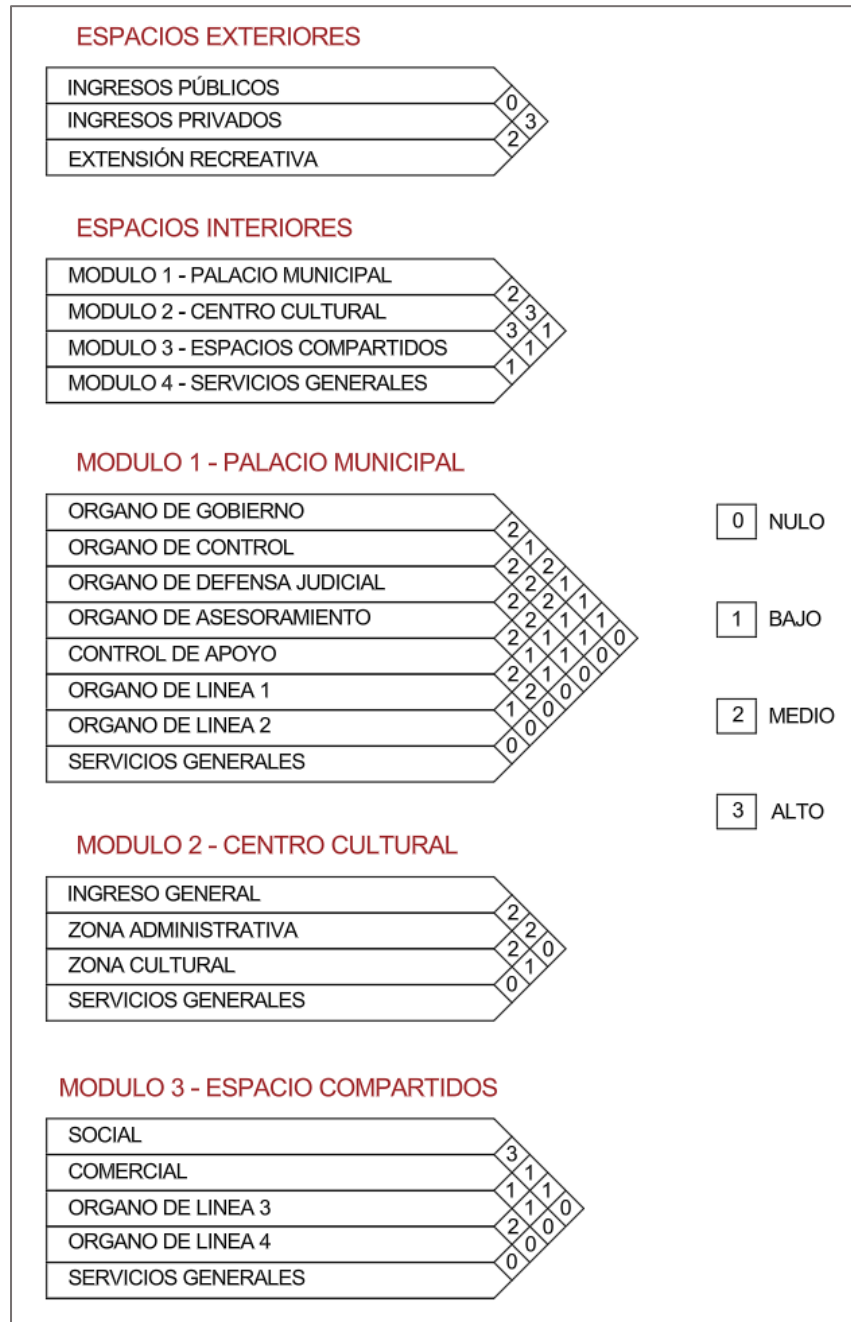 ESPACIOS EXTERIORES
INGRESOS PÚBLICOS
0
INGRESOS PRIVADOS
3
2
EXTENSIÓN RECREATIVA
ESPACIOS INTERIORES
MODULO 1 - PALACIO MUNICIPAL
2
MODULO 2 - CENTRO CULTURAL
3
3 1
MODULO 3 - ESPACIOS COMPARTIDOS
1
1
MODULO 4 - SERVICIOS GENERALES
MODULO 1 - PALACIO MUNICIPAL
ORGANO DE GOBIERNO
2
ORGANO DE CONTROL
1
2 2
ORGANO DE DEFENSA JUDICIAL
2 1
2 2 1
ORGANO DE ASESORAMIENTO
2 1 1
2 1 1 0
CONTROL DE APOYO
1 1 0
2 1 0
ORGANO DE LINEA 1
2 0
1 0
ORGANO DE LINEA 2
0
0
SERVICIOS GENERALES
0 NULO
1 BAJO
2 MEDIO
3 ALTO
MODULO 2 - CENTRO CULTURAL
INGRESO GENERAL
2
ZONA ADMINISTRATIVA
2
2 0
ZONA CULTURAL
1
0
SERVICIOS GENERALES
MODULO 3 - ESPACIO COMPARTIDOS
SOCIAL
3
COMERCIAL
1
1 1
ORGANO DE LINEA 3
1 0
2 0
ORGANO DE LINEA 4
0
0
SERVICIOS GENERALES